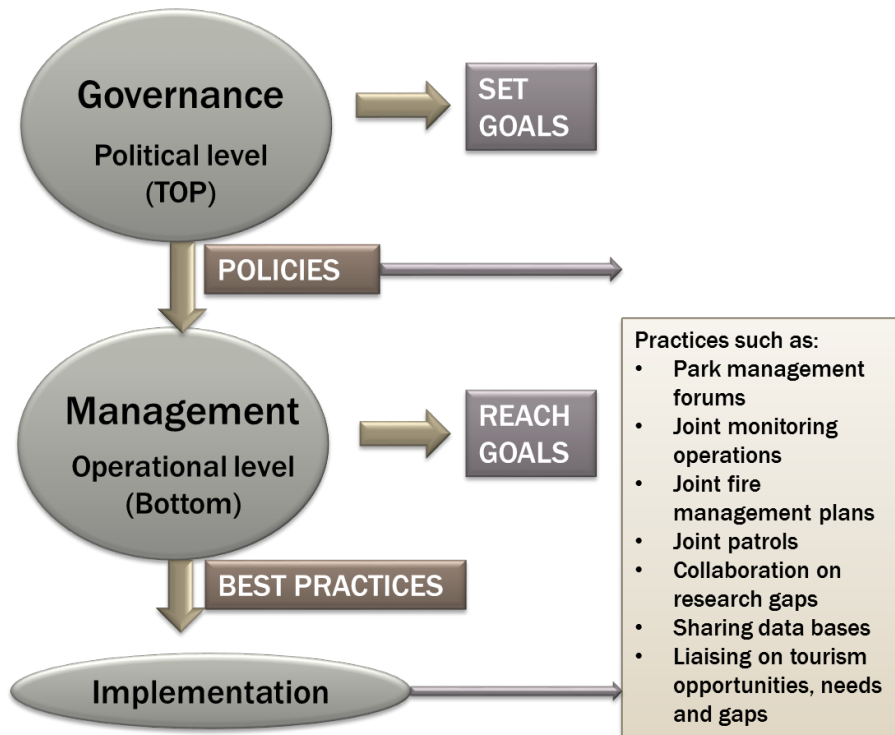 Governance
Political level
(TOP)
SET
GOALS
POLICIES
Management
Operational level
(Bottom)
REACH
GOALS
BEST PRACTICES
Implementation
Practices such as:
• Park management
forums
• Joint monitoring
operations
• Joint fire
management plans
• Joint patrols
• Collaboration on
research gaps
• Sharing data bases
• Liaising on tourism
opportunities, needs
and gaps